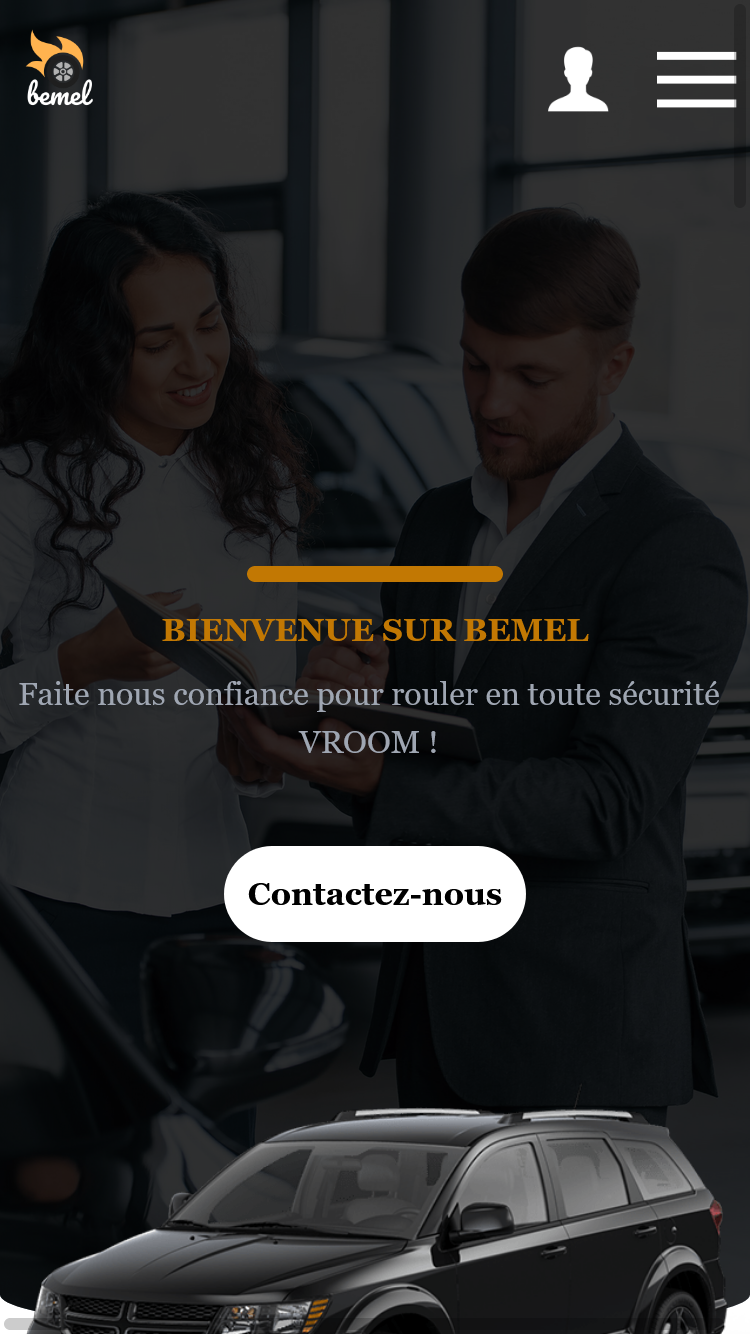 bemel
BIENVENUE SUR BEMEL
Faite nous confiance pour rouler en toute sécurité
VROOM !
Contactez-nous